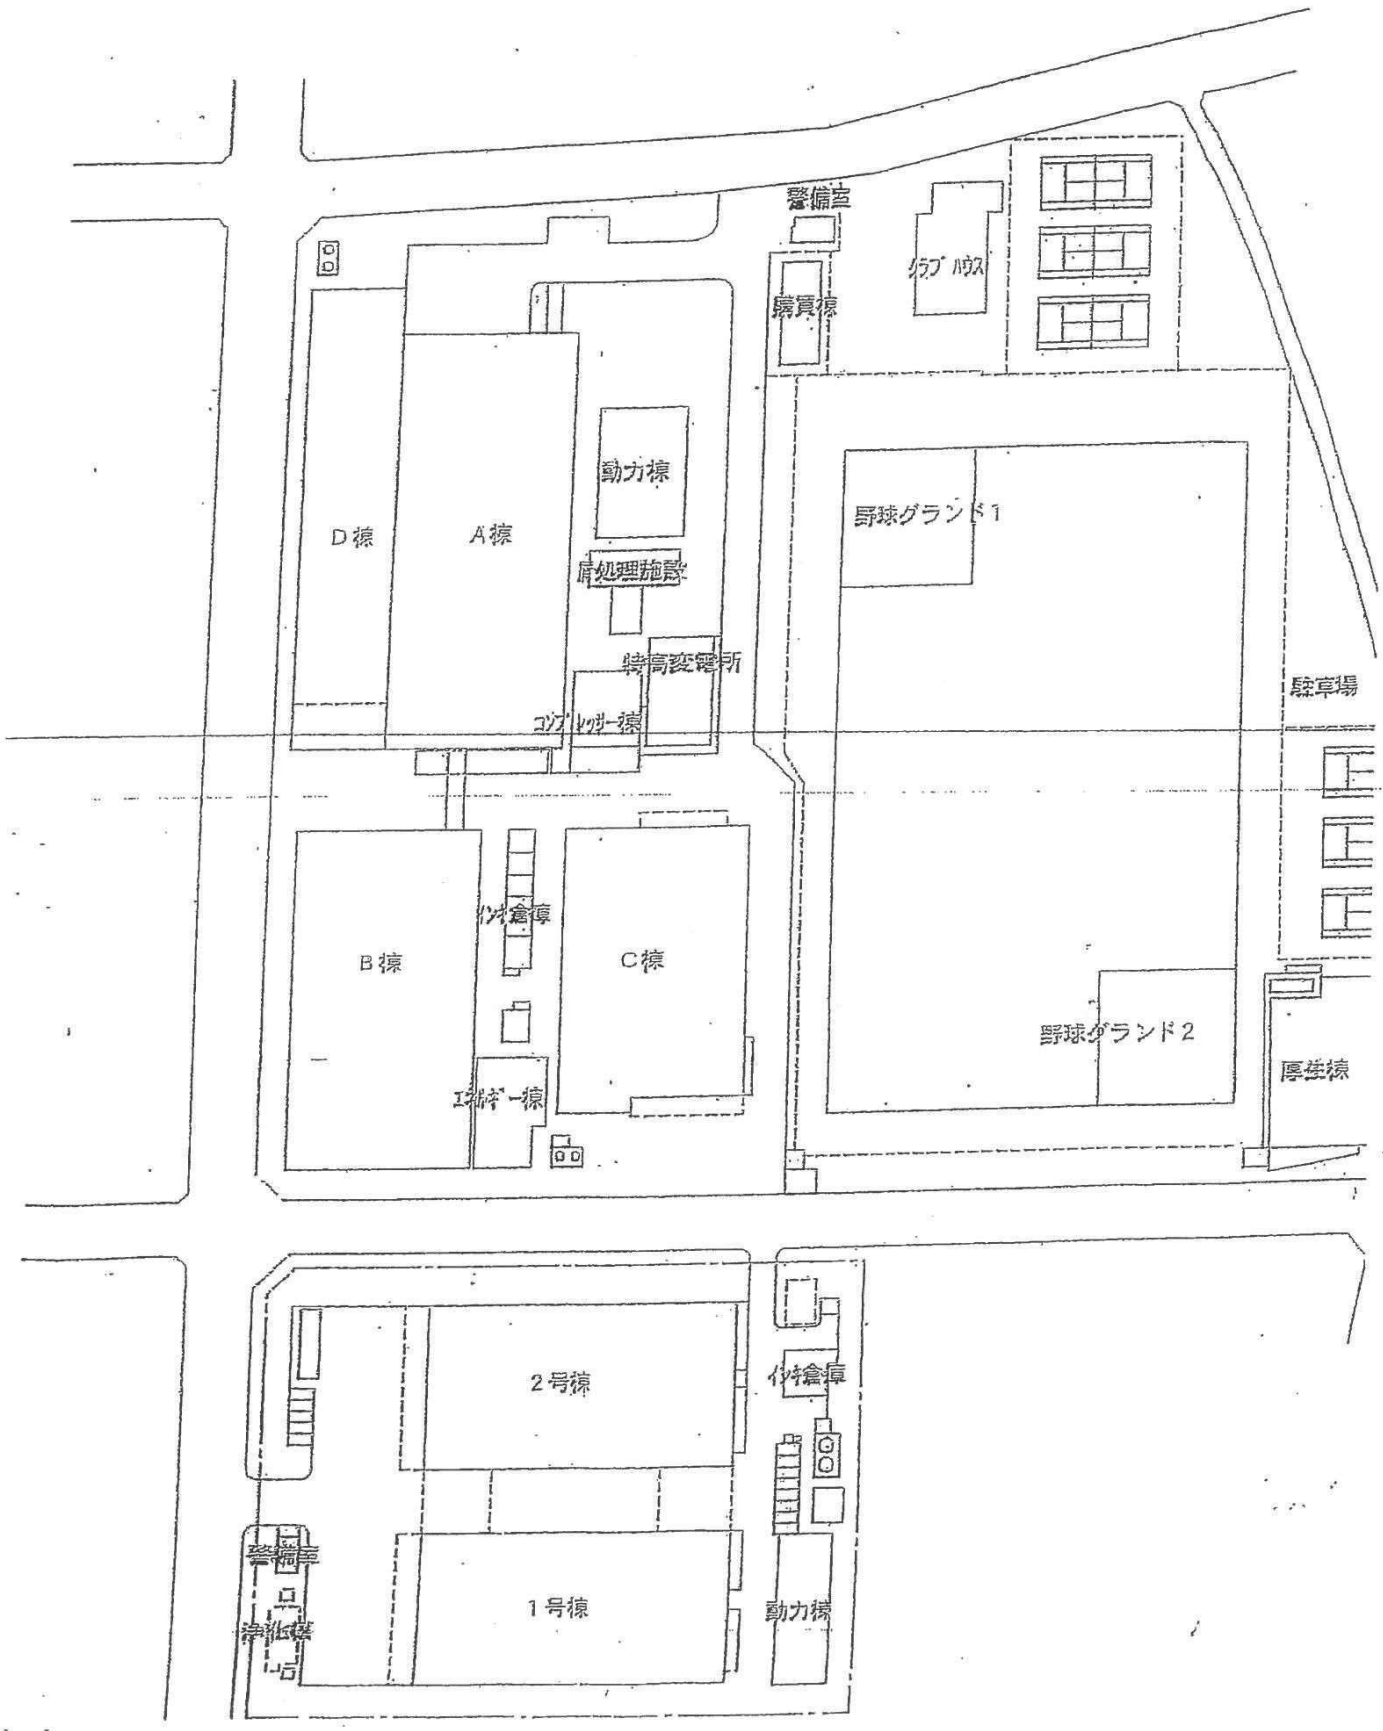 警備室
クラブハウス
購買棟
動力棟
野球グランド1
D棟
A棟
屑処理施設
特高変電所
駐車場
コンプレッサー棟
インキ倉庫
B棟
C棟
野球グランド2
厚生棟
エネルギー棟
2号棟
インキ倉庫
警備室
1号棟
動力棟
浄化槽